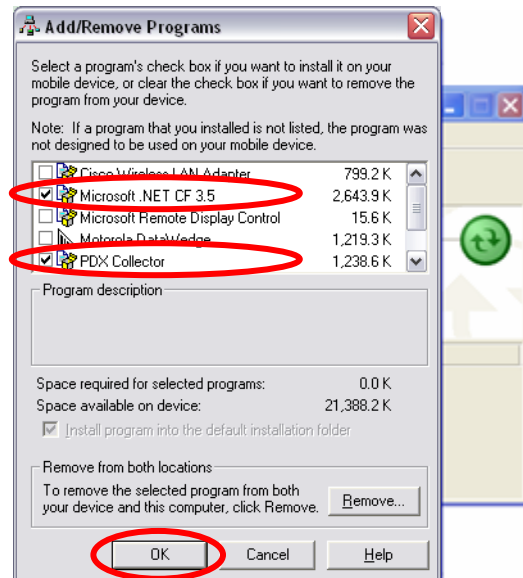 Add/Remove Programs
Select a program's check box if you want to install it on your
mobile device, or clear the check box if you want to remove the
program from your device.
Note: If a program that you installed is not listed, the program was
not designed to be used on your mobile device.
Cisco Wireless LAN Adapter 799.2 K
Microsoft .NET CF 3.5 2,643.9 K
Microsoft Remote Display Control 15.6 K
Motorola DataWedge 1,219.3 K
PDX Collector 1,238.6 K
Program description
Space required for selected programs: 0.0 K
Space available on device: 21,388.2 K
Install program into the default installation folder
Remove from both locations
To remove the selected program from both
your device and this computer, click Remove.
Remove...
OK Cancel Help